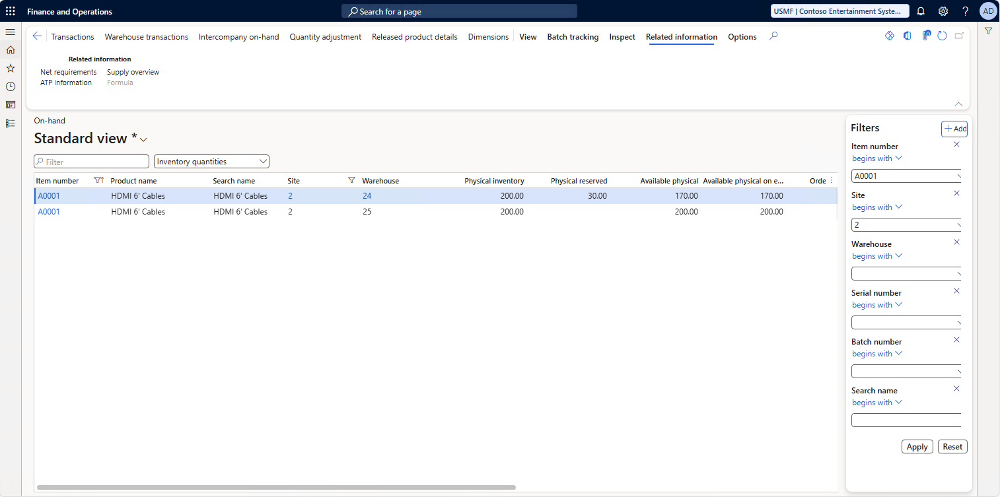 Finance and Operations
Search for a page
USMF | Contoso Entertainment Syste...
AD
Transactions Warehouse transactions Intercompany on-hand Quantity adjustment Released product details Dimensions View Batch tracking Inspect Related information Options
0
Related information
Net requirements Supply overview
ATP information Formula
On-hand
Standard view *
Filter
Inventory quantities
Item number Product name Search name Site Warehouse Physical inventory Physical reserved Available physical Available physical on e... Orde
A0001 HDMI 6' Cables HDMI 6' Cables 2 24 200.00 30.00 170.00 170.00
A0001 HDMI 6' Cables HDMI 6' Cables 2 25 200.00 200.00 200.00
Filters
Add
Item number
begins with
A0001
Site
begins with
2
Warehouse
begins with
Serial number
begins with
Batch number
begins with
Search name
begins with
Apply Reset